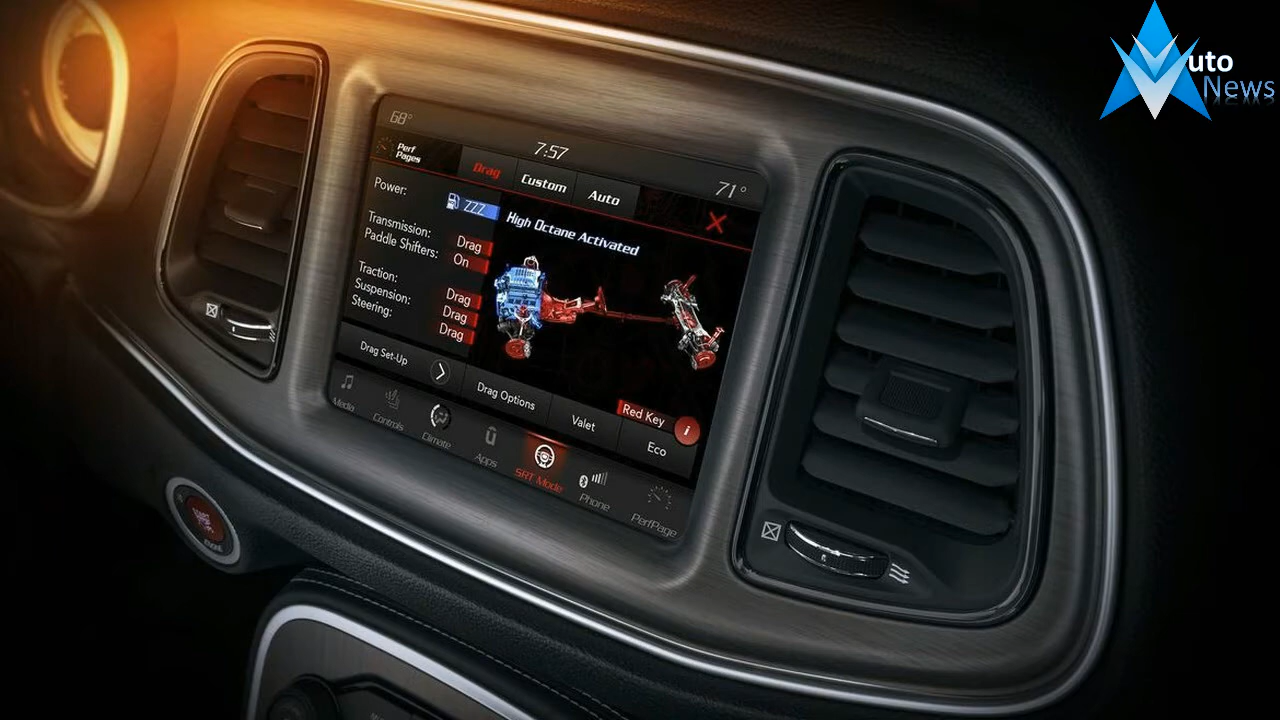 uto
News
68°
7:57
71°
Perf
Pages
Drag
Custom
Auto
Power:
ZZZ
High Octane Activated
Transmission:
Drag
Paddle Shifters:
On
Traction:
Drag
Suspension:
Drag
Steering:
Drag
Drag Set-Up
Drag Options
Valet
Red Key
i
Eco
Media
Controls
Climate
Apps
SRT Mode
Phone
PerfPage